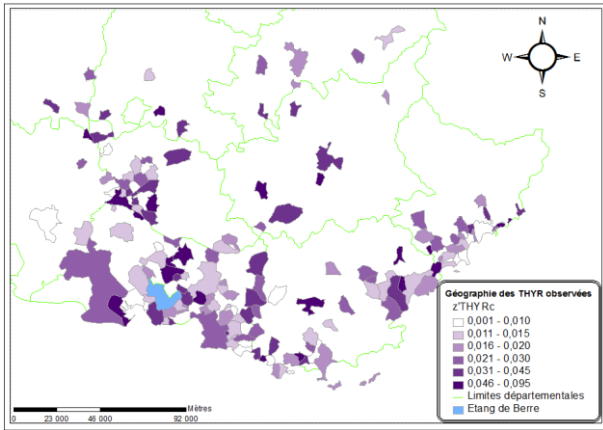 N
W E
S
Géographie des THYR observées
z'THYRc
0,001 - 0,010
0,011 - 0,015
0,016 - 0,020
0,021 - 0,030
0,031 - 0,045
0,046 - 0,095
Limites départementales
Etang de Berre
Mètres
0 23 000 46 000 92 000